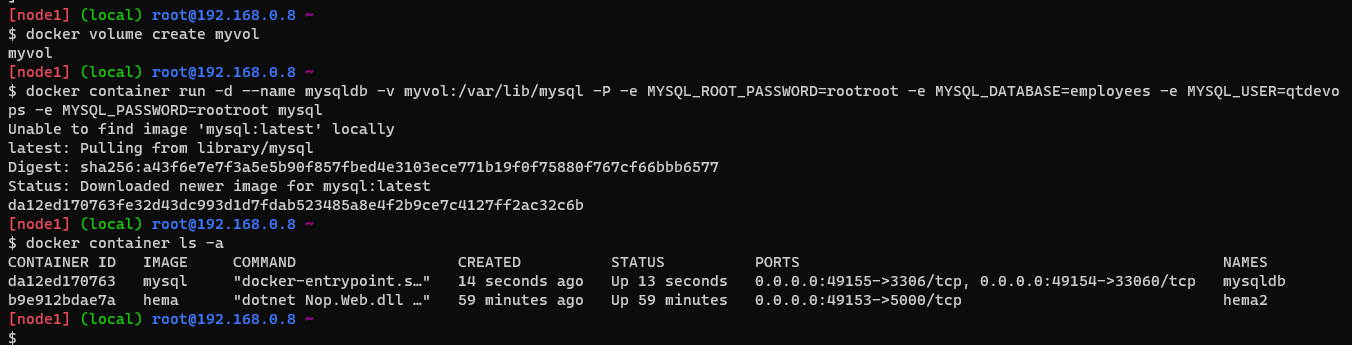 [node1] (local) root@192.168.0.8 ~
$ docker volume create myvol
myvol
[node1] (local) root@192.168.0.8 ~
$ docker container run -d --name mysqldb -v myvol:/var/lib/mysql -P -e MYSQL_ROOT_PASSWORD=rootroot -e MYSQL_DATABASE=employees -e MYSQL_USER=qtdevo
ps -e MYSQL_PASSWORD=rootroot mysql
Unable to find image 'mysql:latest' locally
latest: Pulling from library/mysql
Digest: sha256:a43f6e7e7f3a5e5b90f857fbed4e3103ece771b19f0f75880f767cf66bbb6577
Status: Downloaded newer image for mysql:latest
da12ed170763fe32d43dc993d1d7fdab523485a8e4f2b9ce7c4127ff2ac32c6b
[node1] (local) root@192.168.0.8 ~
$ docker container ls -a
CONTAINER ID   IMAGE     COMMAND                  CREATED          STATUS          PORTS                                                    NAMES
da12ed170763   mysql     "docker-entrypoint.s…"   14 seconds ago   Up 13 seconds   0.0.0.0:49155->3306/tcp, 0.0.0.0:49154->33060/tcp   mysqldb
b9e912bdae7a   hema      "dotnet Nop.Web.dll …"   59 minutes ago   Up 59 minutes   0.0.0.0:49153->5000/tcp                             hema2
[node1] (local) root@192.168.0.8 ~
$